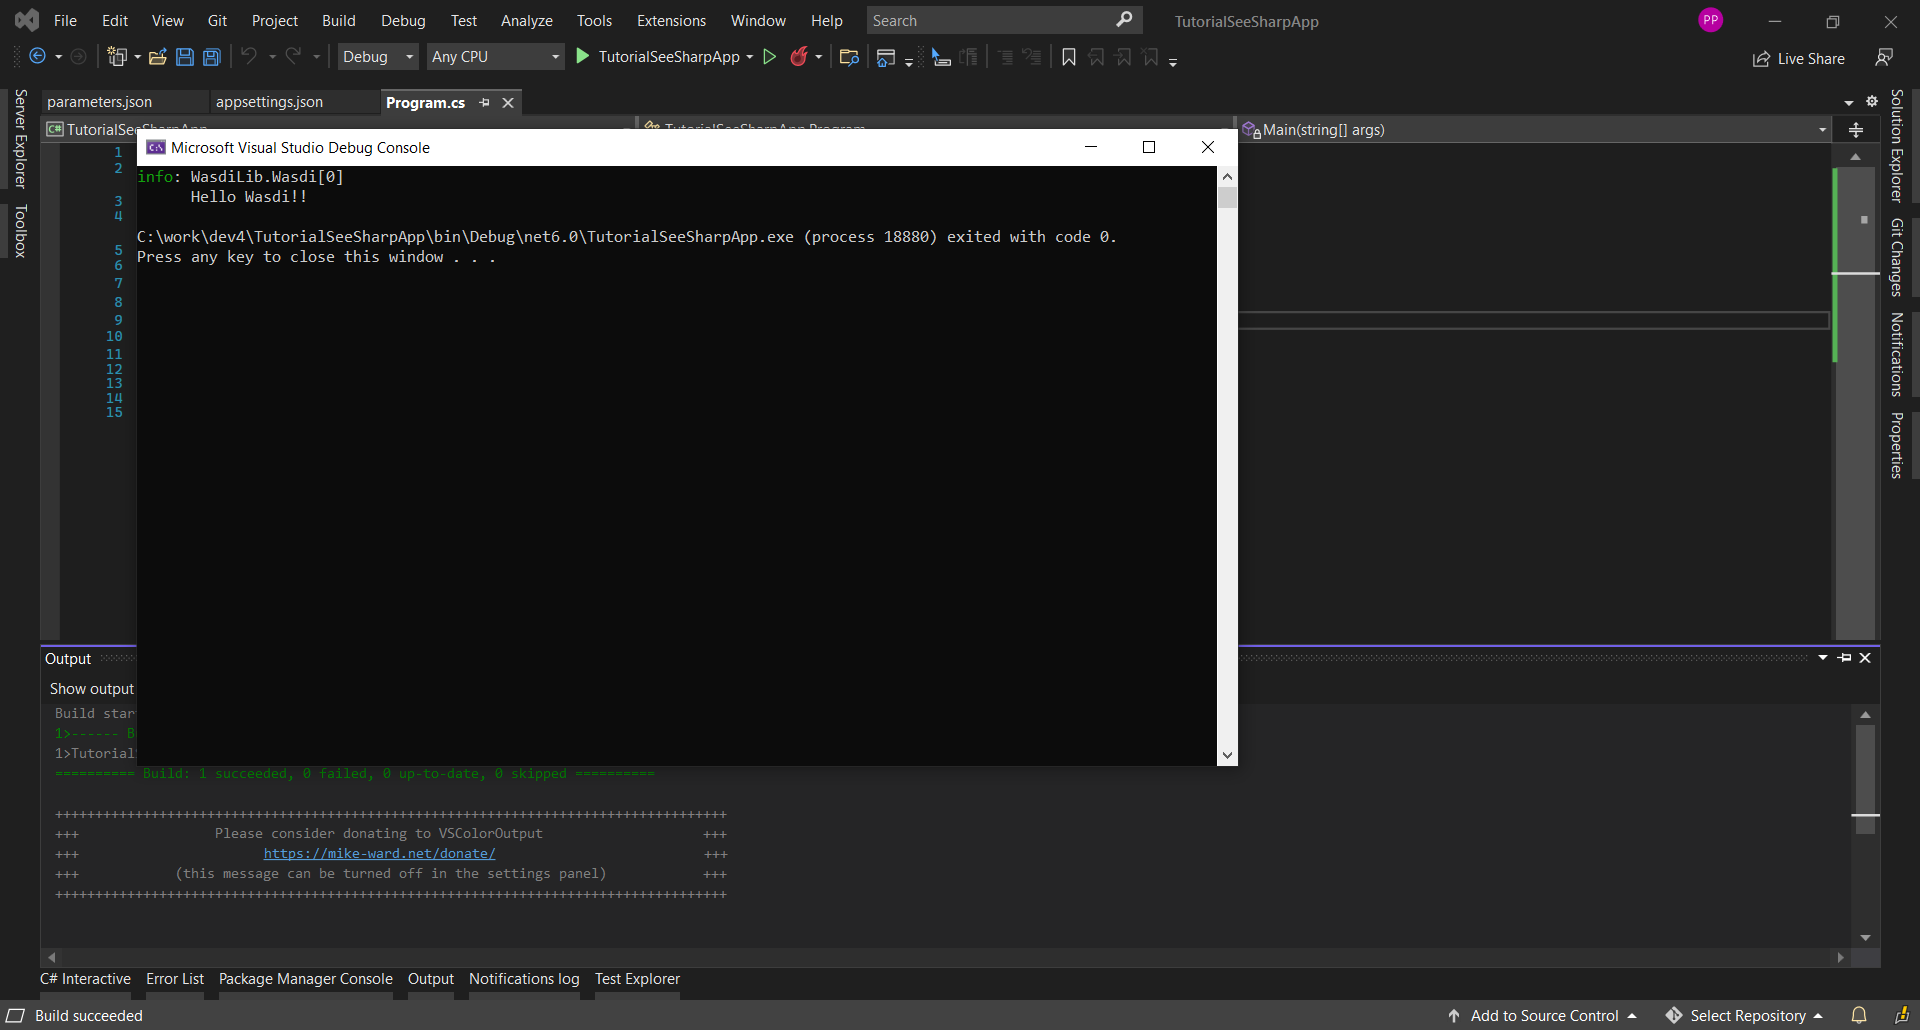 File Edit View Git Project Build Debug Test Analyze Tools Extensions Window Help Search TutorialSeeSharpApp PP
Debug Any CPU TutorialSeeSharpApp Live Share
parameters.json appsettings.json Program.cs
C# TutorialSeeSharpApp TutorialSeeSharpApp.Program Main(string[] args)
Server Explorer
Toolbox
Solution Explorer
Git Changes
Notifications
Properties
1
2
3
4
5
6
7
8
9
10
11
12
13
14
15
C:\ Microsoft Visual Studio Debug Console
info: WasdiLib.Wasdi[0]
Hello Wasdi!!
C:\work\dev4\TutorialSeeSharpApp\bin\Debug\net6.0\TutorialSeeSharpApp.exe (process 18880) exited with code 0.
Press any key to close this window . . .
Output
Show output
Build star
1>------ B
1>Tutorial
========== Build: 1 succeeded, 0 failed, 0 up-to-date, 0 skipped ==========
++++++++++++++++++++++++++++++++++++++++++++++++++++++++++++++++++++++++++++++++++++
+++ Please consider donating to VSColorOutput +++
+++ https://mike-ward.net/donate/ +++
+++ (this message can be turned off in the settings panel) +++
++++++++++++++++++++++++++++++++++++++++++++++++++++++++++++++++++++++++++++++++++++
C# Interactive Error List Package Manager Console Output Notifications log Test Explorer
Build succeeded Add to Source Control Select Repository